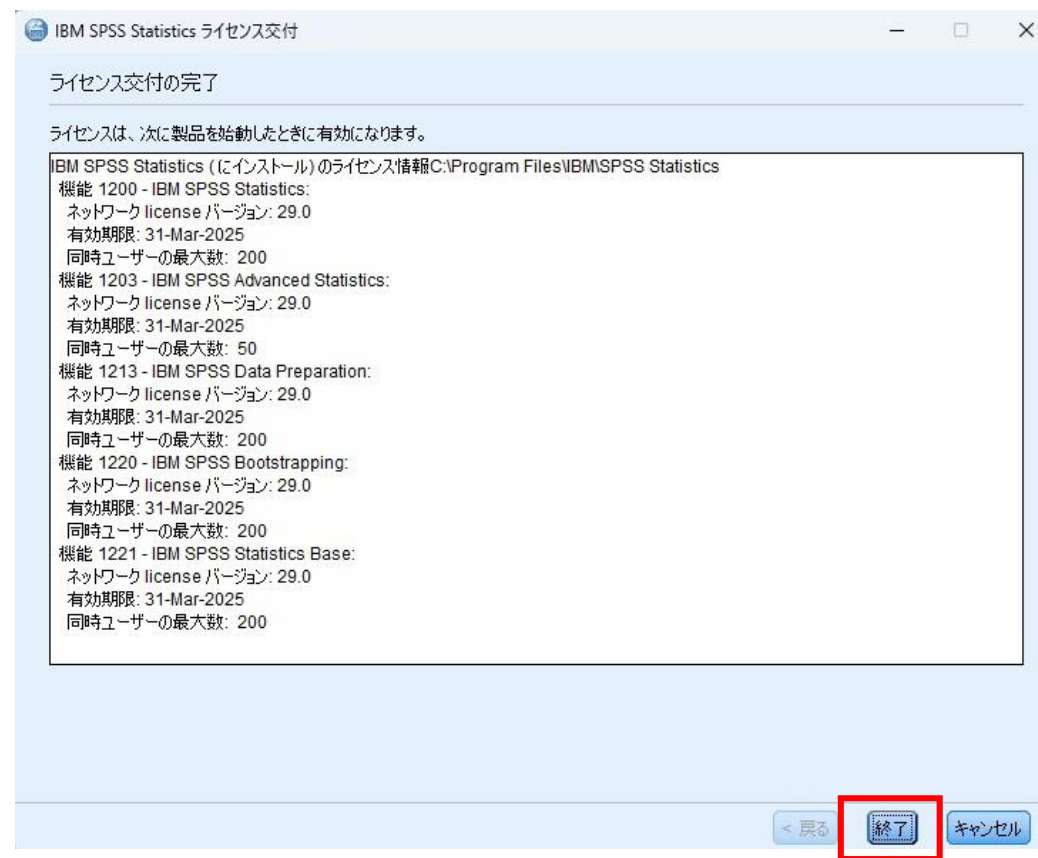 IBM SPSS Statistics ライセンス交付
ライセンス交付の完了
ライセンスは、次に製品を始動したときに有効になります。
IBM SPSS Statistics (にインストール) のライセンス情報C:\Program Files\IBM\SPSS Statistics
機能 1200 - IBM SPSS Statistics:
ネットワーク license バージョン: 29.0
有効期限: 31-Mar-2025
同時ユーザーの最大数: 200
機能 1203 - IBM SPSS Advanced Statistics:
ネットワーク license バージョン: 29.0
有効期限: 31-Mar-2025
同時ユーザーの最大数: 50
機能 1213 - IBM SPSS Data Preparation:
ネットワーク license バージョン: 29.0
有効期限: 31-Mar-2025
同時ユーザーの最大数: 200
機能 1220 - IBM SPSS Bootstrapping:
ネットワーク license バージョン: 29.0
有効期限: 31-Mar-2025
同時ユーザーの最大数: 200
機能 1221 - IBM SPSS Statistics Base:
ネットワーク license バージョン: 29.0
有効期限: 31-Mar-2025
同時ユーザーの最大数: 200
< 戻る 終了 キャンセル